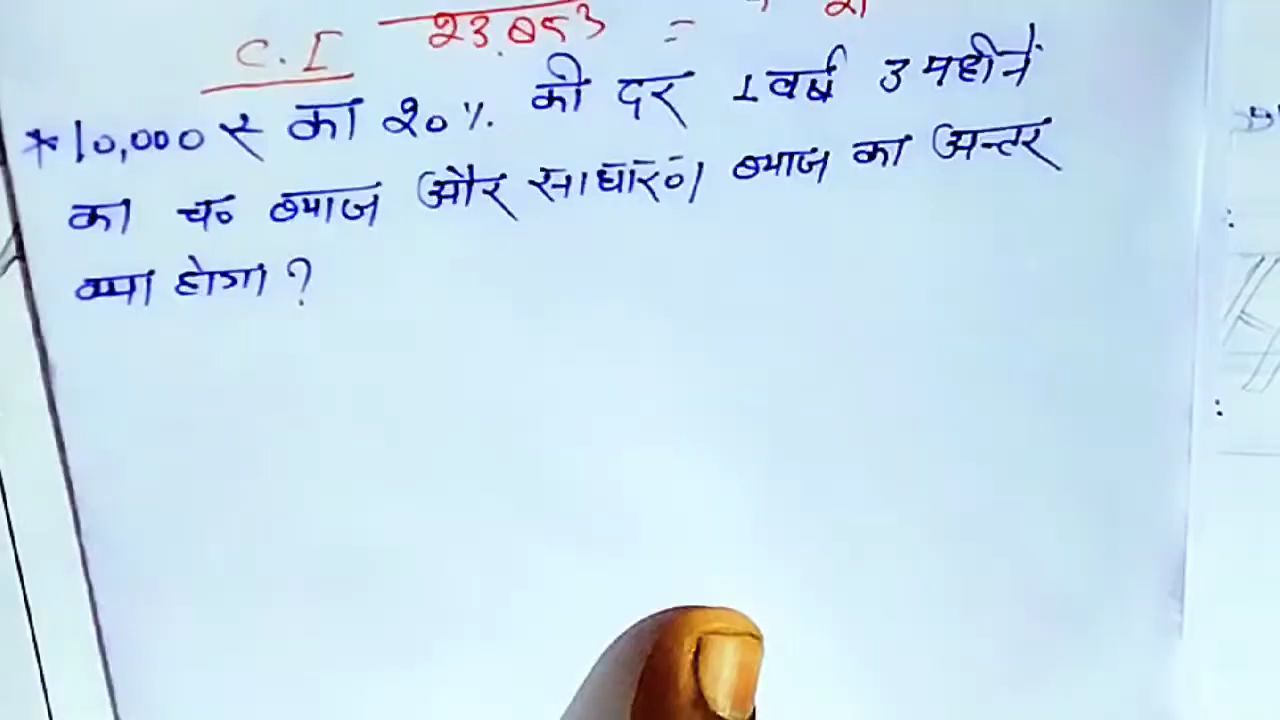 C.I 23.853 =
*10,000 ₹ का 20%. की दर 1 वर्ष 3 महीनें
का च० ब्याज और साधारण ब्याज का अन्तर
क्या होगा ?